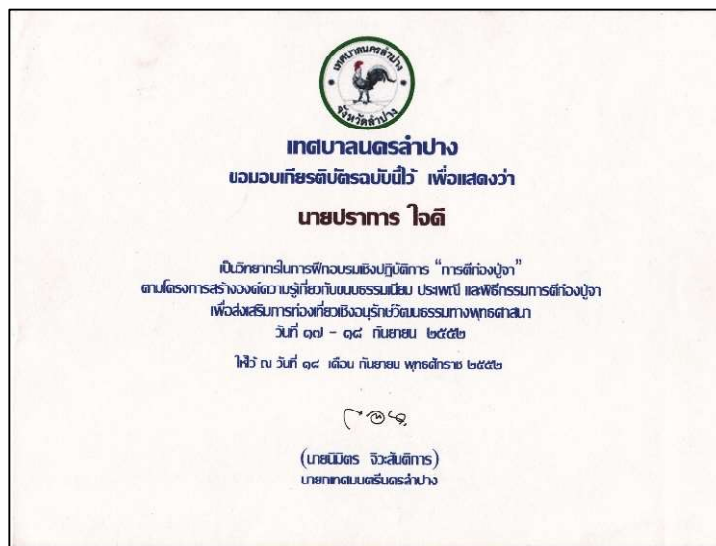 เทศบาลนครลำปาง
จังหวัดลำปาง
เทศบาลนครลำปาง
ขอมอบเกียรติบัตรฉบับนี้ไว้ เพื่อแสดงว่า
นายปราการ ใจดี
เป็นวิทยากรในการฝึกอบรมเชิงปฏิบัติการ “การตีก๋องปู่จา”
ตามโครงการสร้างองค์ความรู้เกี่ยวกับขนบธรรมเนียม ประเพณี และพิธีกรรมการตีก๋องปู่จา
เพื่อส่งเสริมการท่องเที่ยวเชิงอนุรักษ์วัฒนธรรมทางพุทธศาสนา
วันที่ ๑๗ - ๑๘ กันยายน ๒๕๕๒
ให้ไว้ ณ วันที่ ๑๘ เดือน กันยายน พุทธศักราช ๒๕๕๒
(นายนิมิตร จิวะสันติการ)
นายกเทศมนตรีนครลำปาง